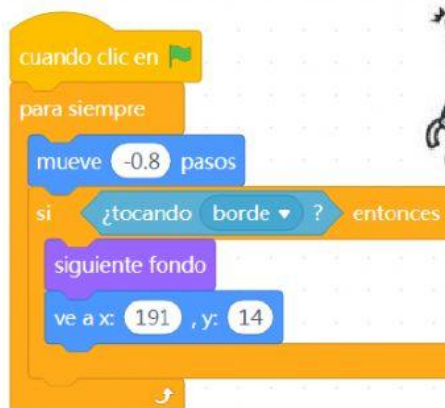 cuando clic en
para siempre
mueve -0.8 pasos
si ¿tocando borde ? entonces
siguiente fondo
ve a x: 191 , y: 14